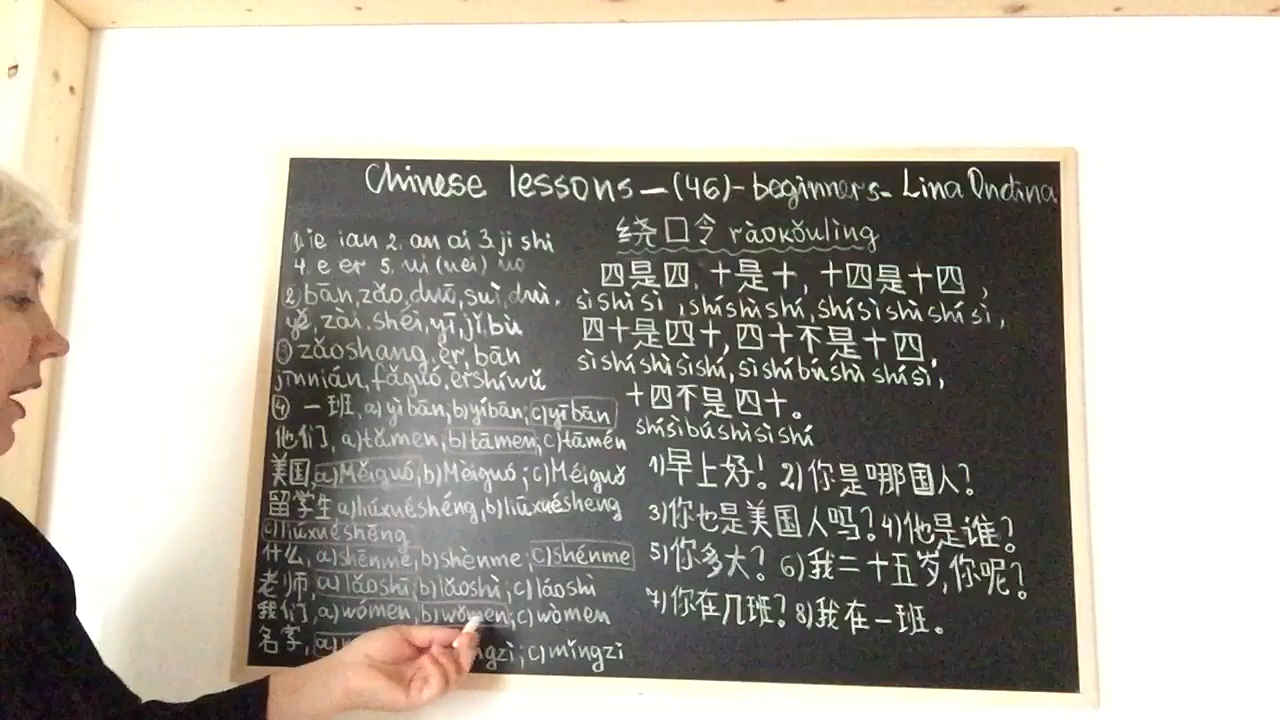 Chinese lessons - (46) - beginners - Lina Ondina
① ie ian 2. an ai 3. ji shi
4. e er 5. ui (uei) uo
② bān, zǎo, duō, suì, duì,
yě, zài, shéi, yī, jǐ, bù
③ zǎoshang, èr, bān
jīnnián, fǎguó, èrshíwǔ
④ 一班, a) yìbān, b) yíbān, c) yībān
他们, a) tǎmen, b) tāmen, c) tāmén
美国, a) Měiguó, b) Mèiguó; c) Méiguǒ
留学生 a) liúxuéshéng, b) liūxuésheng
c) liúxuéshēng
什么, a) shēnme, b) shènme; c) shénme
老师, a) lǎoshī; b) lǎoshì; c) láoshì
我们, a) wómen, b) wǒmen; c) wòmen
名字, a) ngzì; c) mǐngzì
绕口令 ràokǒulìng
四是四,十是十,十四是十四,
sì shì sì, shí shì shí, shísì shì shísì,
四十是四十,四十不是十四,
sìshí shì sìshí, sìshí bú shì shísì,
十四不是四十。
shísì bú shì sìshí
1) 早上好! 2) 你是哪国人?
3) 你也是美国人吗? 4) 他是谁?
5) 你多大? 6) 我二十五岁,你呢?
7) 你在几班? 8) 我在一班。